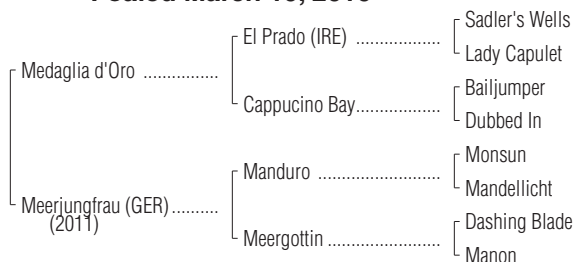 Foaled March
Sadler's Wells
El Prado (IRE) ..................
Lady Capulet
Medaglia d'Oro ................
Bailjumper
Cappucino Bay..................
Dubbed In
Monsun
Manduro ..........................
Mandellicht
Meerjungfrau (GER)..........
(2011)
Dashing Blade
Meergottin ........................
Manon